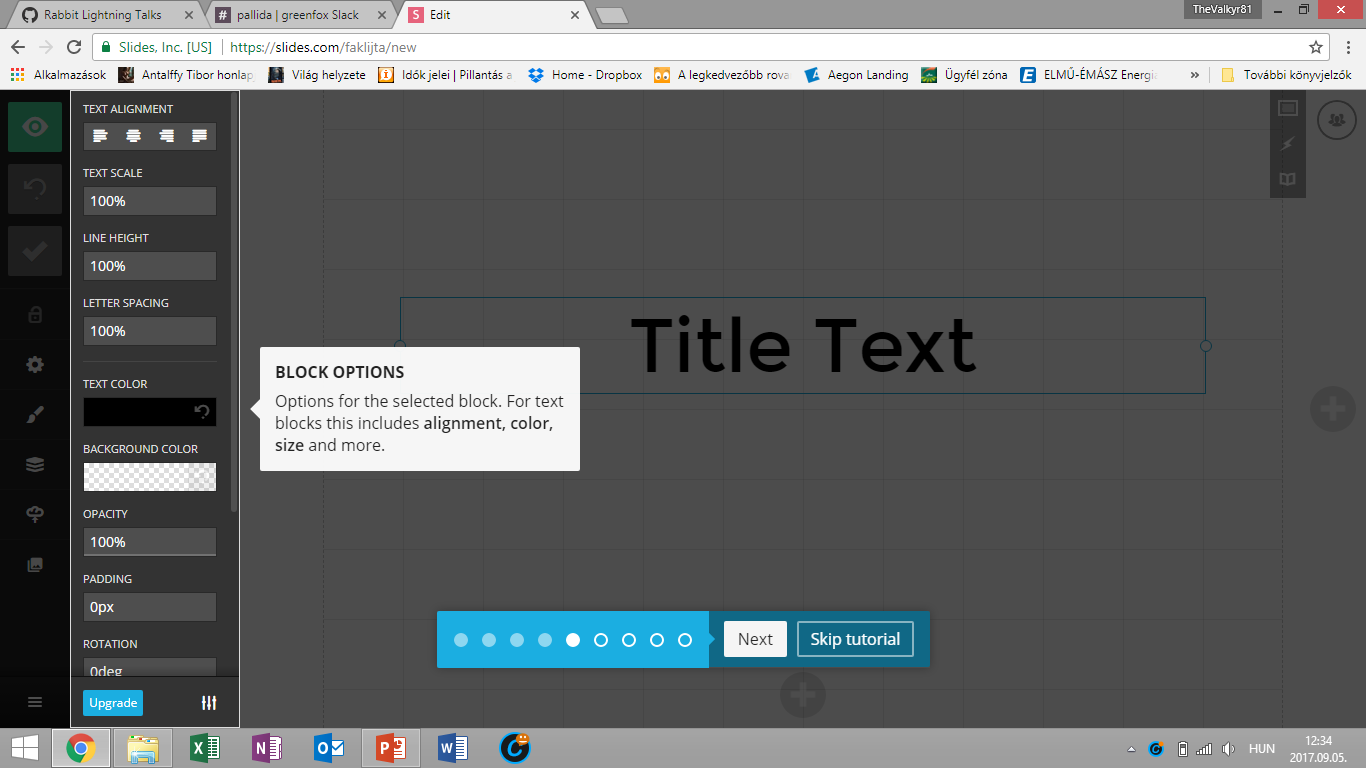 Rabbit Lightning Talks
pallida | greenfox Slack
Edit
TheValkyr81
Slides, Inc. [US]
https://slides.com/faklijta/new
Alkalmazások
Antalffy Tibor honlap
Világ helyzete
Idők jelei | Pillantás a
Home - Dropbox
A legkedvezőbb rova
Aegon Landing
Ügyfél zóna
ELMŰ-ÉMÁSZ Energia
»
További könyvjelzők
TEXT ALIGNMENT
TEXT SCALE
100%
LINE HEIGHT
100%
LETTER SPACING
100%
TEXT COLOR
BACKGROUND COLOR
OPACITY
100%
PADDING
0px
ROTATION
0deg
Upgrade
Title Text
BLOCK OPTIONS
Options for the selected block. For text
blocks this includes alignment, color,
size and more.
Next
Skip tutorial
HUN
12:34
2017.09.05.